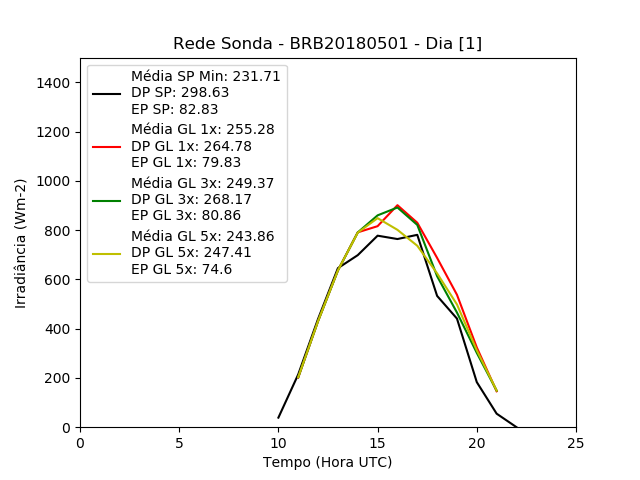 Rede Sonda - BRB20180501 - Dia [1]
Média SP Min: 231.71
DP SP: 298.63
EP SP: 82.83
Média GL 1x: 255.28
DP GL 1x: 264.78
EP GL 1x: 79.83
Média GL 3x: 249.37
DP GL 3x: 268.17
EP GL 3x: 80.86
Média GL 5x: 243.86
DP GL 5x: 247.41
EP GL 5x: 74.6
Irradiância (Wm-2)
1400
1200
1000
800
600
400
200
0
0 5 10 15 20 25
Tempo (Hora UTC)